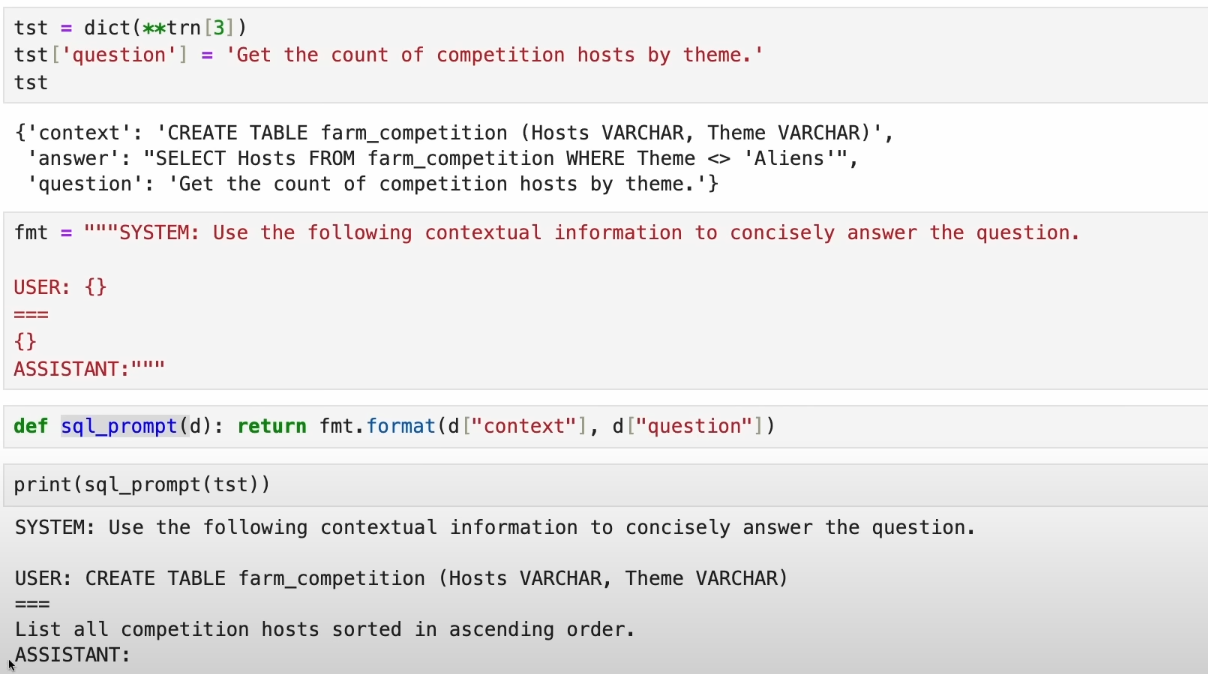 tst = dict(**trn[3])
tst['question'] = 'Get the count of competition hosts by theme.'
tst
{'context': 'CREATE TABLE farm_competition (Hosts VARCHAR, Theme VARCHAR)',
 'answer': "SELECT Hosts FROM farm_competition WHERE Theme <> 'Aliens'",
 'question': 'Get the count of competition hosts by theme.'}
fmt = """SYSTEM: Use the following contextual information to concisely answer the question.
USER: {}
===
{}
ASSISTANT:"""
def sql_prompt(d): return fmt.format(d["context"], d["question"])
print(sql_prompt(tst))
SYSTEM: Use the following contextual information to concisely answer the question.
USER: CREATE TABLE farm_competition (Hosts VARCHAR, Theme VARCHAR)
===
List all competition hosts sorted in ascending order.
ASSISTANT: